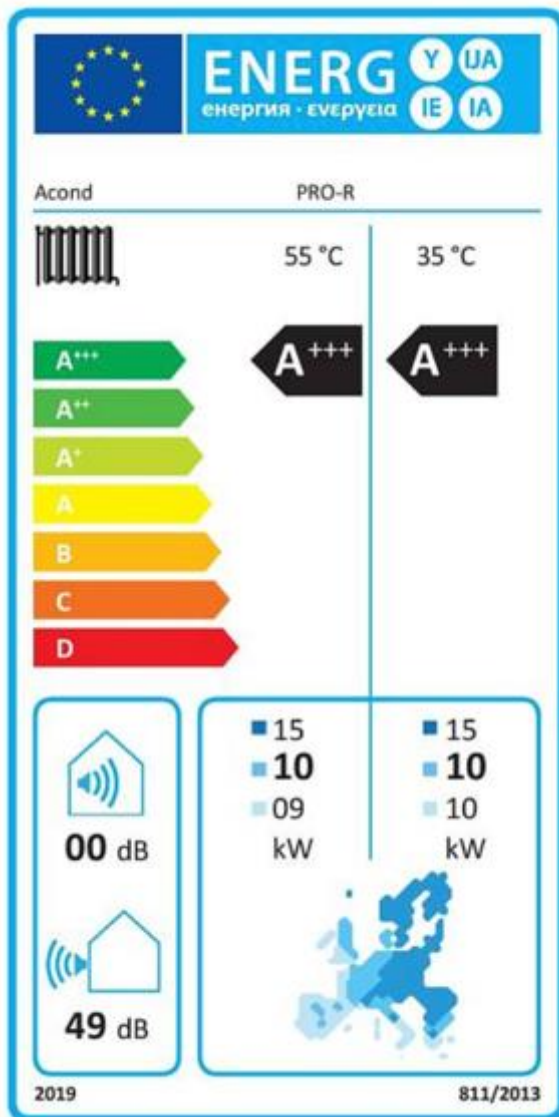 ENERG Y IJA
енергия · ενεργεια IE IA
Acond PRO-R
55 °C 35 °C
A+++ A+++ A+++
A++
A+
A
B
C
D
15 15
10 10
09 10
kW kW
00 dB
49 dB
2019 811/2013